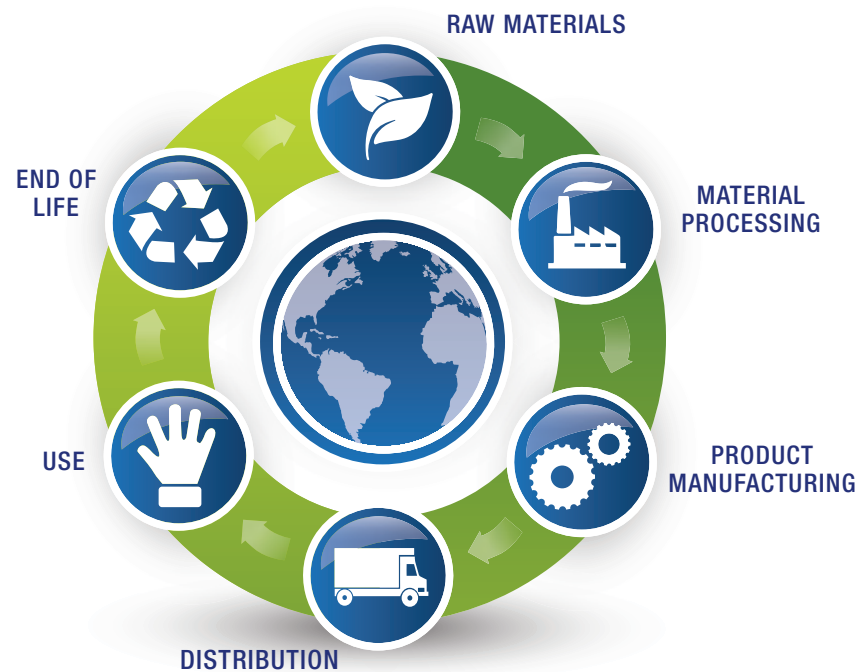 RAW MATERIALS
MATERIAL
PROCESSING
PRODUCT
MANUFACTURING
DISTRIBUTION
USE
END OF
LIFE